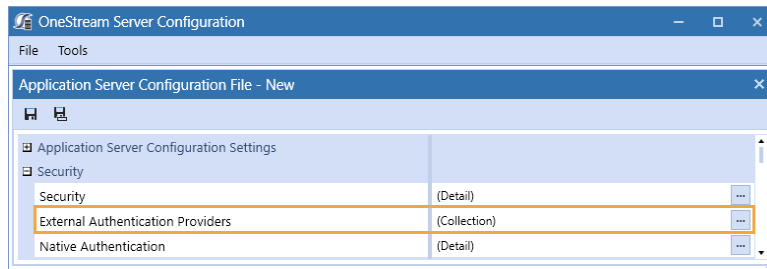 OneStream Server Configuration
File Tools
Application Server Configuration File - New
Application Server Configuration Settings
Security
Security (Detail) ...
External Authentication Providers (Collection) ...
Native Authentication (Detail) ...